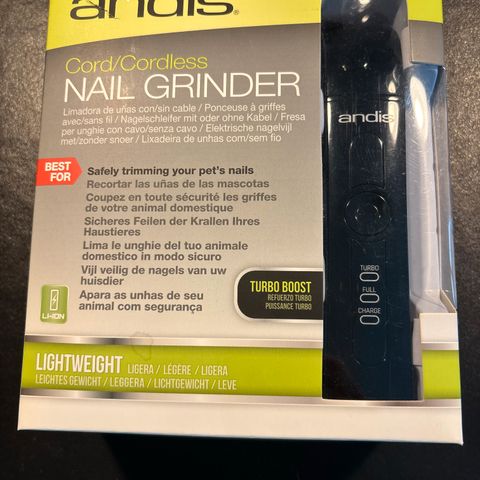 andis®
Cord/Cordless
NAIL GRINDER
Limadora de uñas con/sin cable / Ponceuse à griffes
avec/sans fil / Nagelschleifer mit oder ohne Kabel / Fresa
per unghie con cavo/senza cavo / Elektrische nagelvijl
met/zonder snoer / Lixadeira de unhas com/sem fio
BEST
FOR
Safely trimming your pet's nails
Recortar las uñas de las mascotas
Coupez en toute sécurité les griffes
de votre animal domestique
Sicheres Feilen der Krallen Ihres
Haustieres
Lima le unghie del tuo animale
domestico in modo sicuro
Vijl veilig de nagels van uw
huisdier
Apara as unhas de seu
animal com segurança
LI-ION
TURBO BOOST
REFUERZO TURBO
PUISSANCE TURBO
LIGHTWEIGHT LIGERA / LÉGÈRE / LIGERA
LEICHTES GEWICHT / LEGGERA / LICHTGEWICHT / LEVE
andis
TURBO
FULL
CHARGE